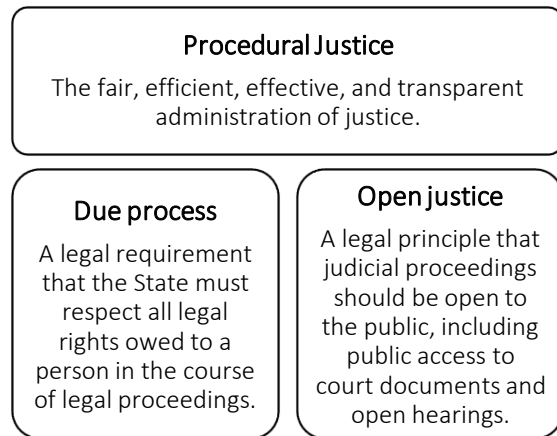 Procedural Justice
The fair, efficient, effective, and transparent
administration of justice.
Due process
A legal requirement
that the State must
respect all legal
rights owed to a
person in the course
of legal proceedings.
Open justice
A legal principle that
judicial proceedings
should be open to
the public, including
public access to
court documents and
open hearings.